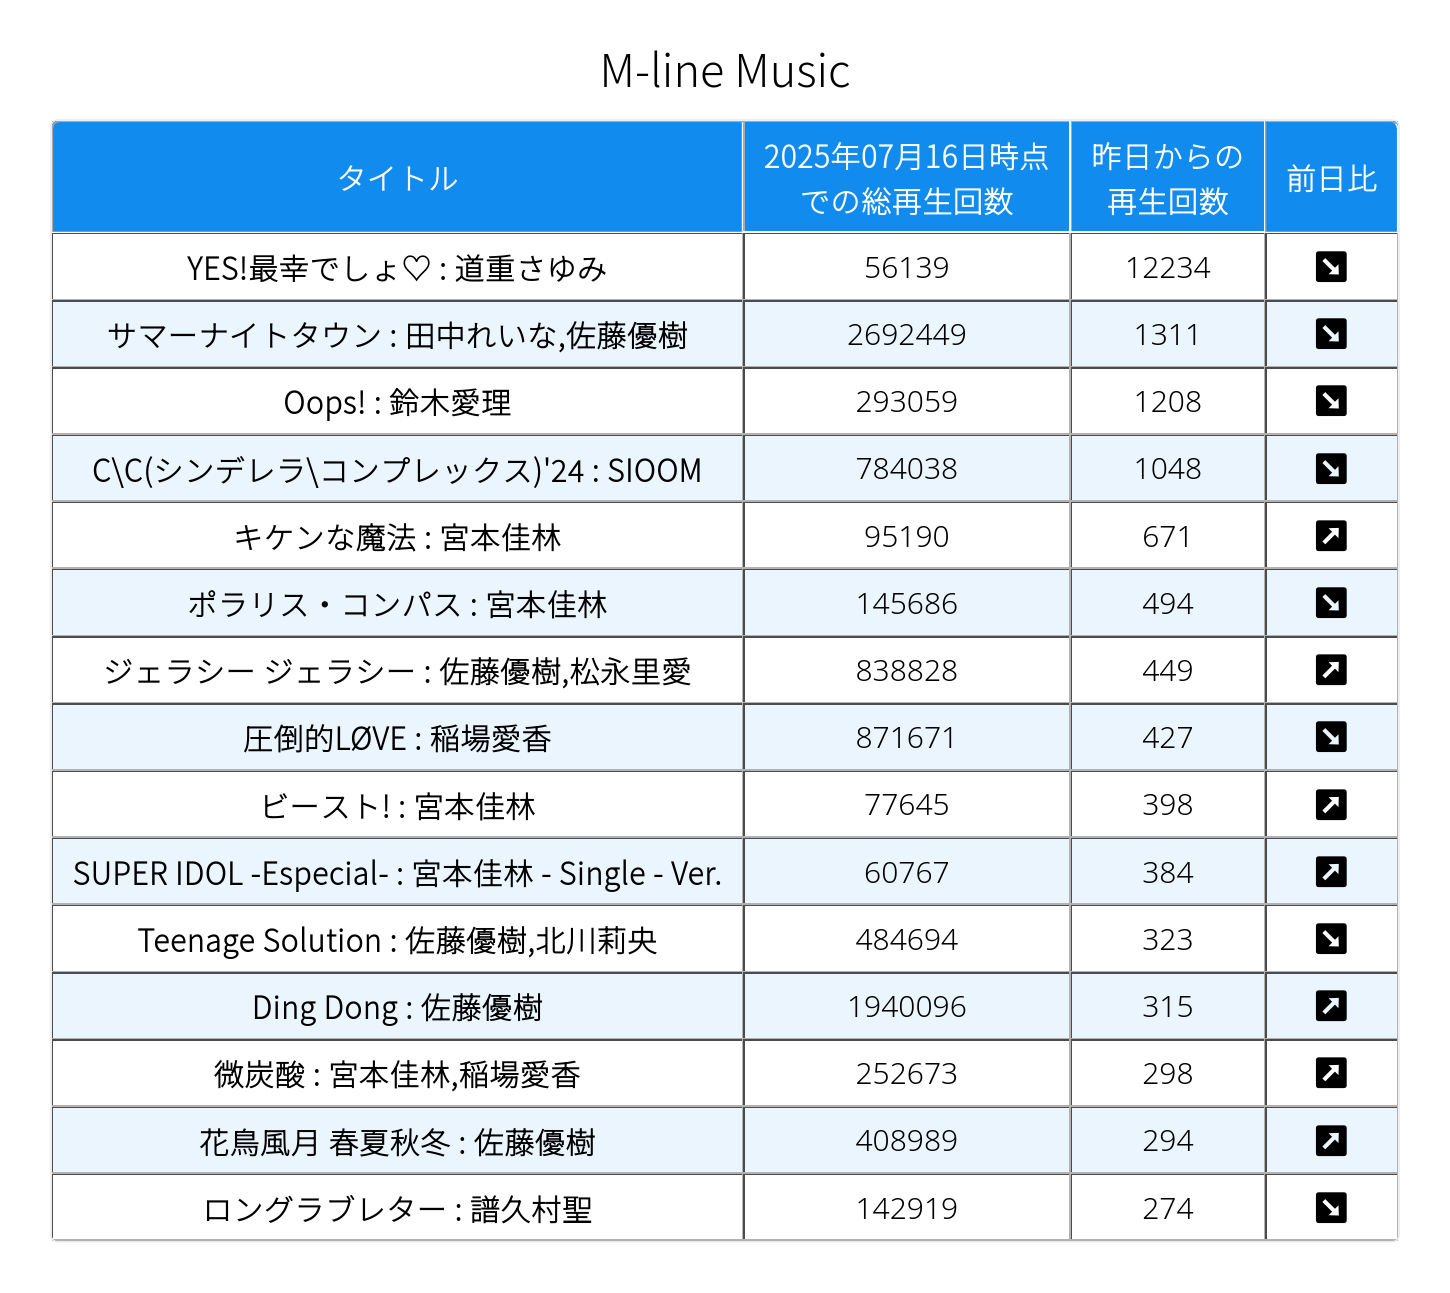 M-line Music
タイトル
2025年07月16日時点
での総再生回数
昨日からの
再生回数
前日比
YES!最幸でしょ♡ : 道重さゆみ 56139 12234 ↘
サマーナイトタウン : 田中れいな,佐藤優樹 2692449 1311 ↘
Oops! : 鈴木愛理 293059 1208 ↘
C\C(シンデレラ\コンプレックス)'24 : SIOOM 784038 1048 ↘
キケンな魔法 : 宮本佳林 95190 671 ↗
ポラリス・コンパス : 宮本佳林 145686 494 ↘
ジェラシー ジェラシー : 佐藤優樹,松永里愛 838828 449 ↗
圧倒的LØVE : 稲場愛香 871671 427 ↘
ビースト! : 宮本佳林 77645 398 ↗
SUPER IDOL -Especial- : 宮本佳林 - Single - Ver. 60767 384 ↗
Teenage Solution : 佐藤優樹,北川莉央 484694 323 ↘
Ding Dong : 佐藤優樹 1940096 315 ↗
微炭酸 : 宮本佳林,稲場愛香 252673 298 ↗
花鳥風月 春夏秋冬 : 佐藤優樹 408989 294 ↗
ロングラブレター : 譜久村聖 142919 274 ↘